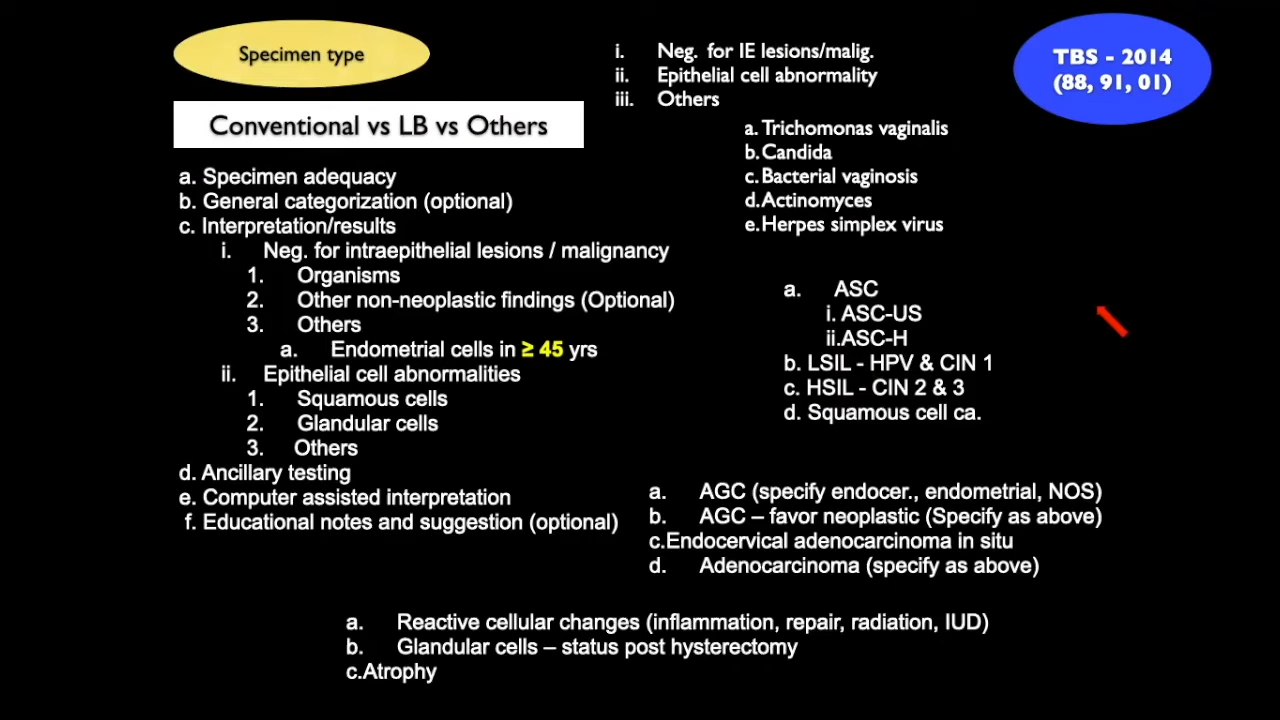 Specimen type
Conventional vs LB vs Others
a. Specimen adequacy
b. General categorization (optional)
c. Interpretation/results
i. Neg. for intraepithelial lesions / malignancy
1. Organisms
2. Other non-neoplastic findings (Optional)
3. Others
a. Endometrial cells in ≥ 45 yrs
ii. Epithelial cell abnormalities
1. Squamous cells
2. Glandular cells
3. Others
d. Ancillary testing
e. Computer assisted interpretation
f. Educational notes and suggestion (optional)
i. Neg. for IE lesions/malig.
ii. Epithelial cell abnormality
iii. Others
TBS - 2014
(88, 91, 01)
a. Trichomonas vaginalis
b. Candida
c. Bacterial vaginosis
d. Actinomyces
e. Herpes simplex virus
a. ASC
i. ASC-US
ii.ASC-H
b. LSIL - HPV & CIN 1
c. HSIL - CIN 2 & 3
d. Squamous cell ca.
a. AGC (specify endocer., endometrial, NOS)
b. AGC – favor neoplastic (Specify as above)
c.Endocervical adenocarcinoma in situ
d. Adenocarcinoma (specify as above)
a. Reactive cellular changes (inflammation, repair, radiation, IUD)
b. Glandular cells – status post hysterectomy
c.Atrophy